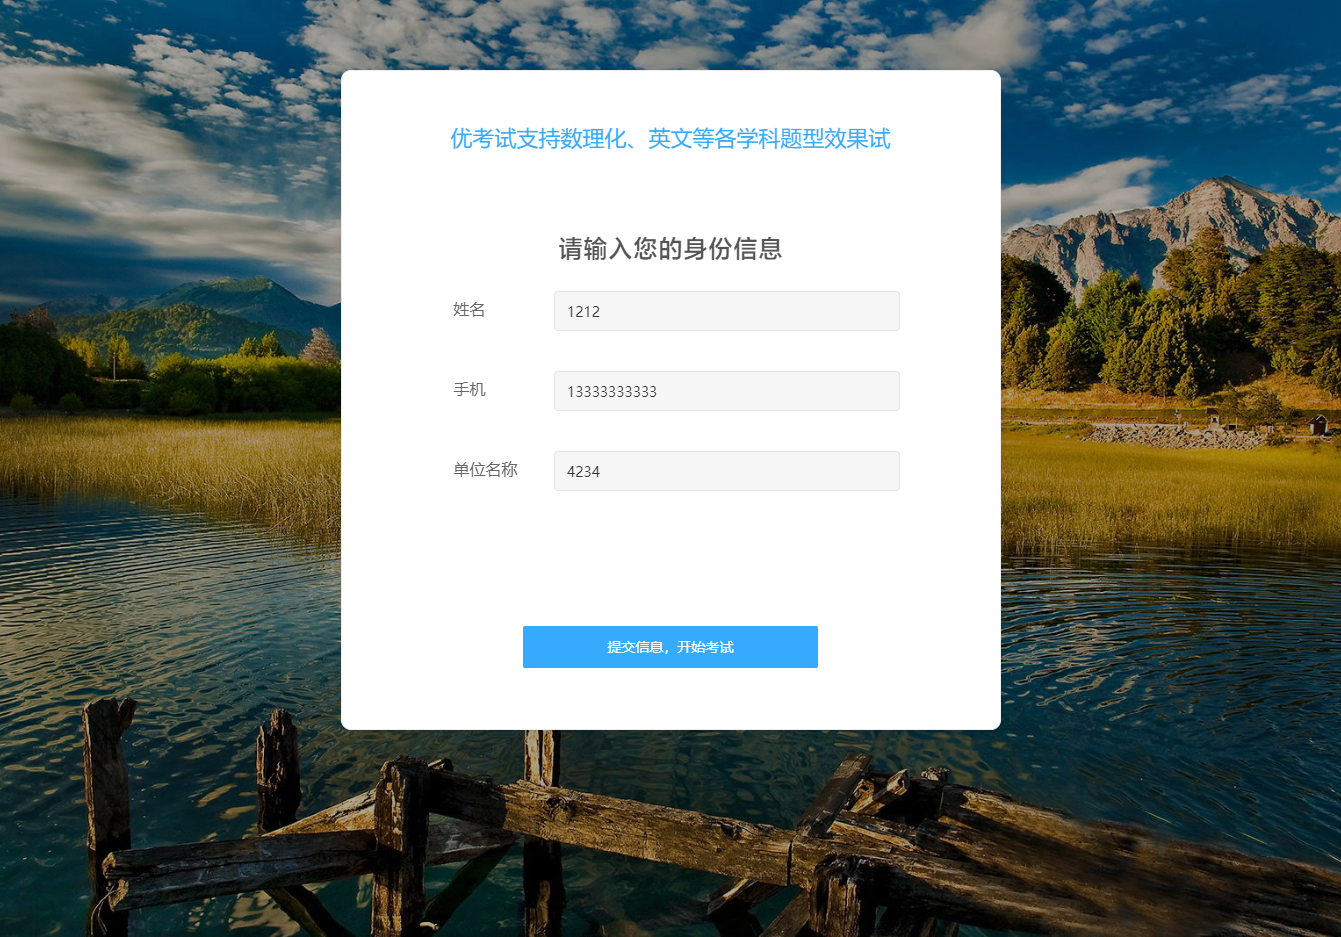 优考试支持数理化、英文等各学科题型效果试
请输入您的身份信息
姓名 1212
手机 13333333333
单位名称 4234
提交信息，开始考试